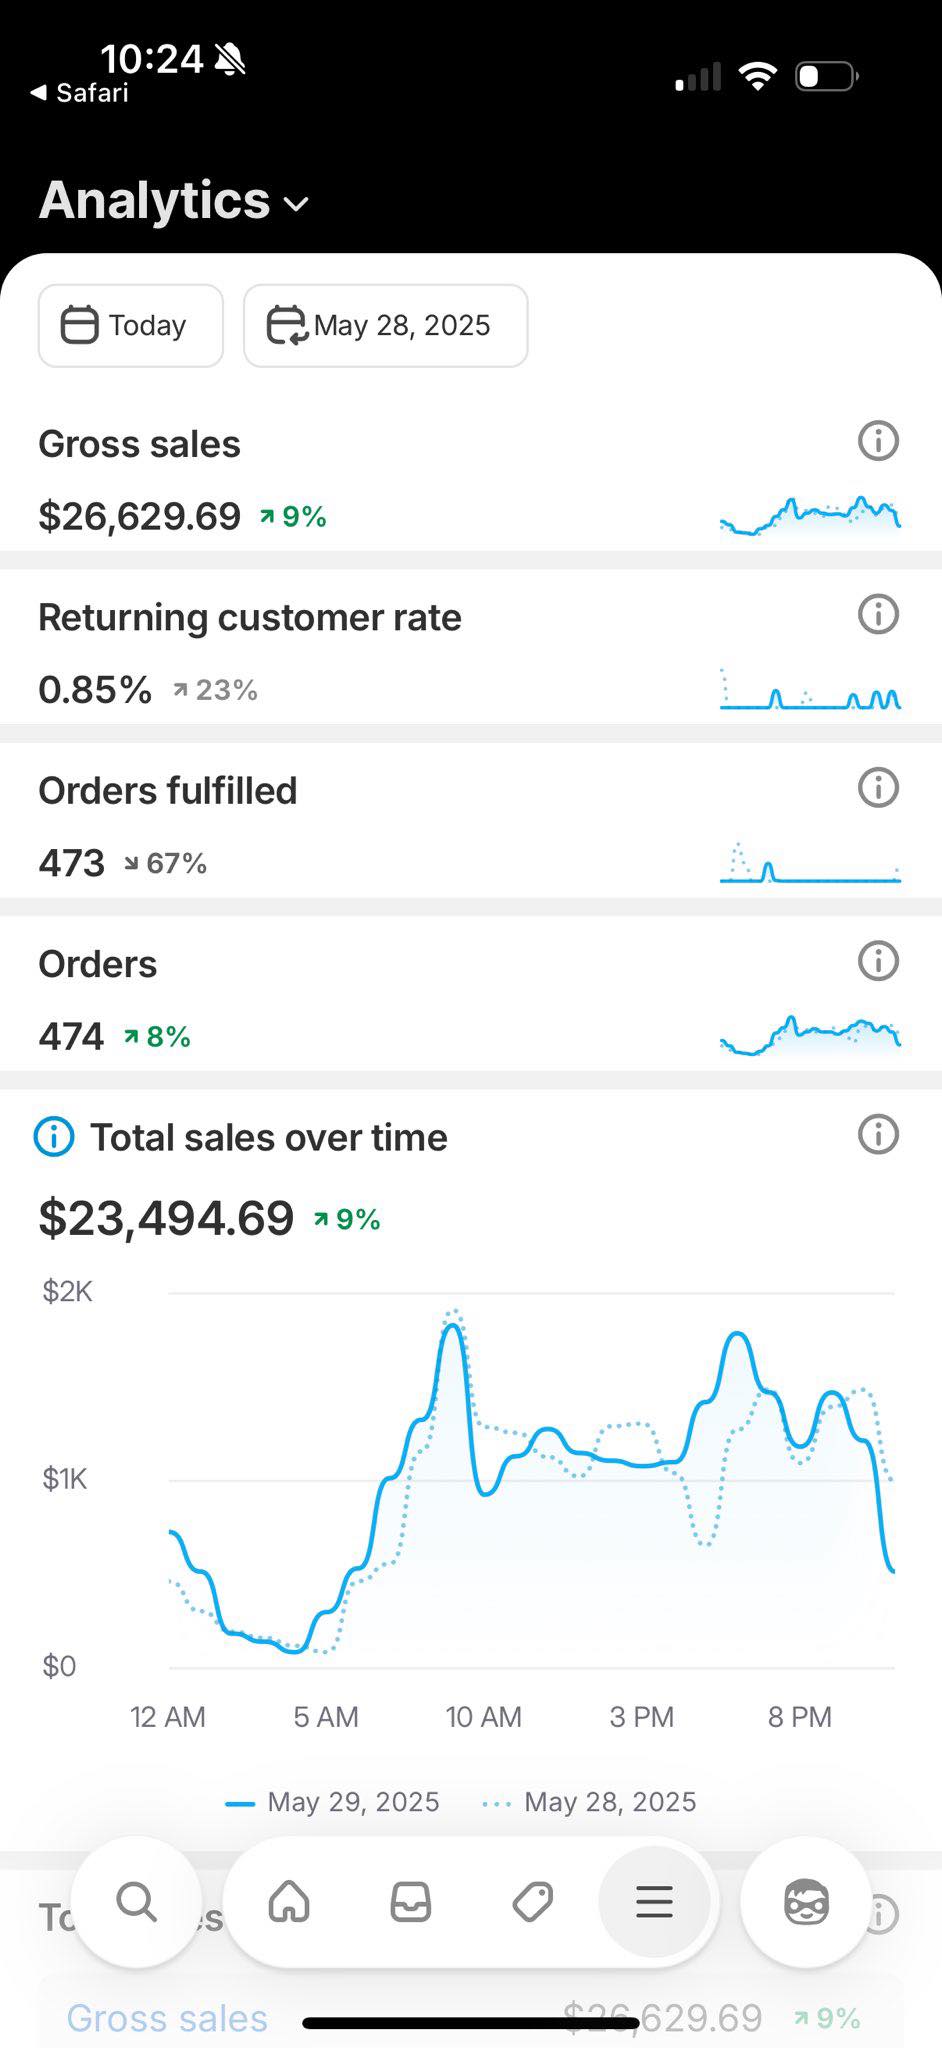 10:24
Safari
Analytics
Today May 28, 2025
Gross sales
$26,629.69 9%
Returning customer rate
0.85% 23%
Orders fulfilled
473 67%
Orders
474 8%
Total sales over time
$23,494.69 9%
$2K
$1K
$0
12 AM 5 AM 10 AM 3 PM 8 PM
May 29, 2025 May 28, 2025
Gross sales $26,629.69 9%